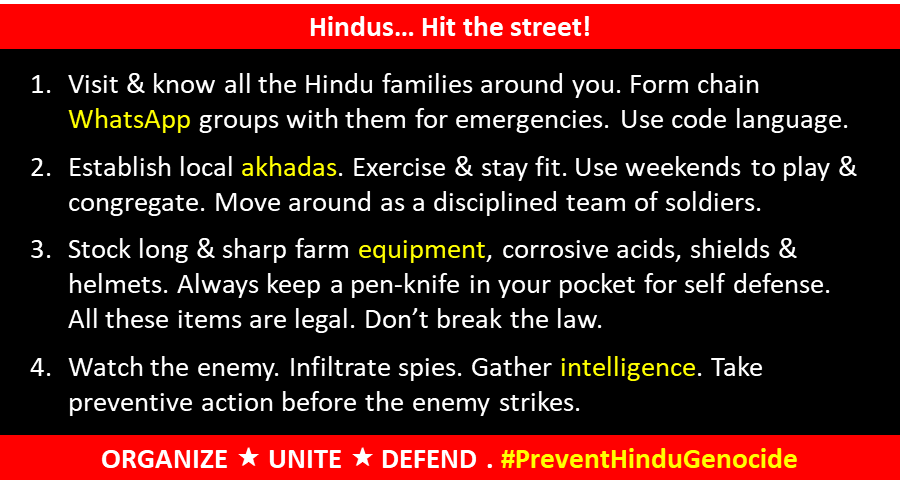 Hindus... Hit the street!
1. Visit & know all the Hindu families around you. Form chain
WhatsApp groups with them for emergencies. Use code language.
2. Establish local akhadas. Exercise & stay fit. Use weekends to play &
congregate. Move around as a disciplined team of soldiers.
3. Stock long & sharp farm equipment, corrosive acids, shields &
helmets. Always keep a pen-knife in your pocket for self defense.
All these items are legal. Don’t break the law.
4. Watch the enemy. Infiltrate spies. Gather intelligence. Take
preventive action before the enemy strikes.
ORGANIZE ★ UNITE ★ DEFEND . #PreventHinduGenocide